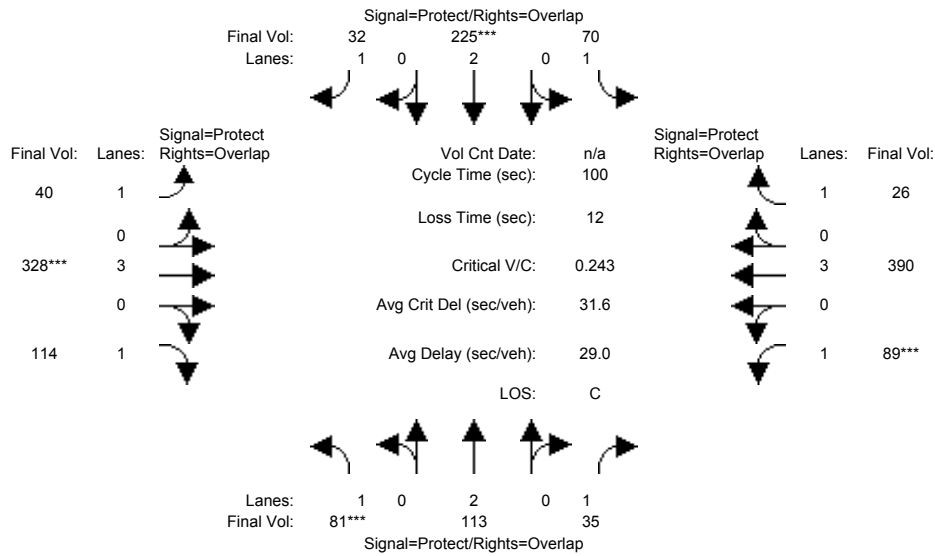 Signal=Protect/Rights=Overlap
Final Vol: 32 225*** 70
Lanes: 1 0 2 0 1
Signal=Protect
Final Vol: Lanes: Rights=Overlap
Vol Cnt Date: n/a
Signal=Protect
Rights=Overlap Lanes: Final Vol:
Cycle Time (sec): 100
40 1
1 26
Loss Time (sec): 12
0
0
328*** 3
Critical V/C: 0.243
3 390
0
Avg Crit Del (sec/veh): 31.6
0
114 1
Avg Delay (sec/veh): 29.0
1 89***
LOS: C
Lanes: 1 0 2 0 1
Final Vol: 81*** 113 35
Signal=Protect/Rights=Overlap